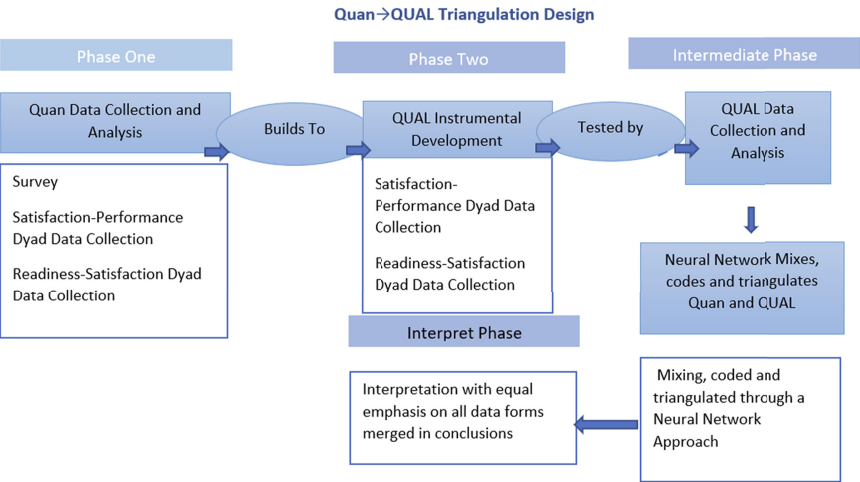 Quan→QUAL Triangulation Design
Phase One
Phase Two
Intermediate Phase
Quan Data Collection and
Analysis
Builds To
QUAL Instrumental
Development
Tested by
QUAL Data
Collection and
Analysis
Survey
Satisfaction-Performance
Dyad Data Collection
Readiness-Satisfaction Dyad
Data Collection
Satisfaction-
Performance Dyad Data
Collection
Readiness-Satisfaction
Dyad Data Collection
Neural Network Mixes,
codes and triangulates
Quan and QUAL
Interpret Phase
Interpretation with equal
emphasis on all data forms
merged in conclusions
Mixing, coded and
triangulated through a
Neural Network
Approach